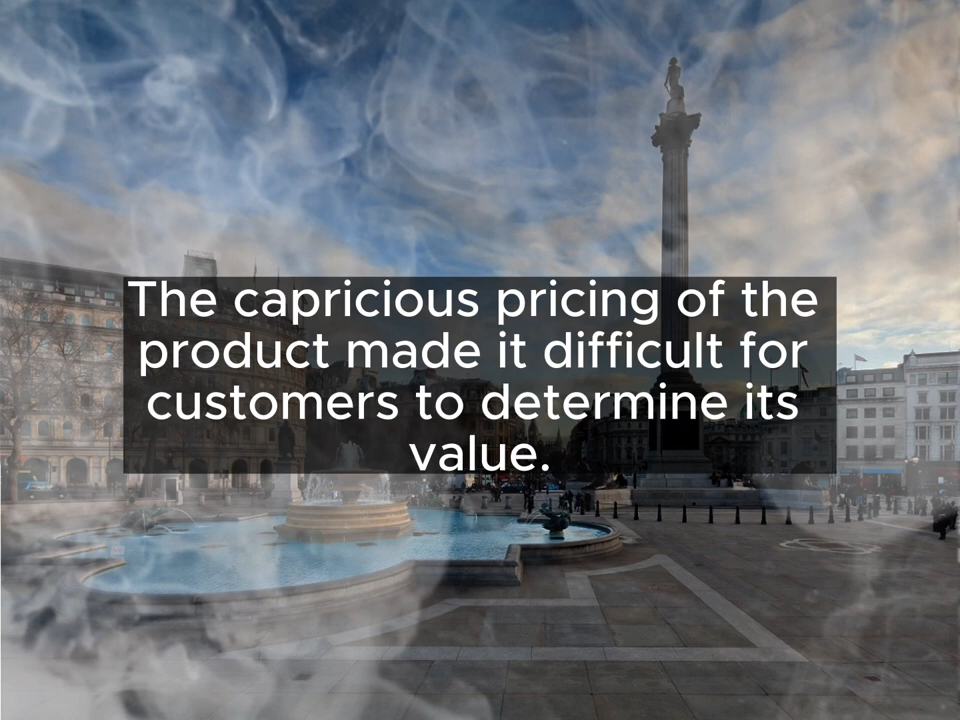 The capricious pricing of the
product made it difficult for
customers to determine its
value.